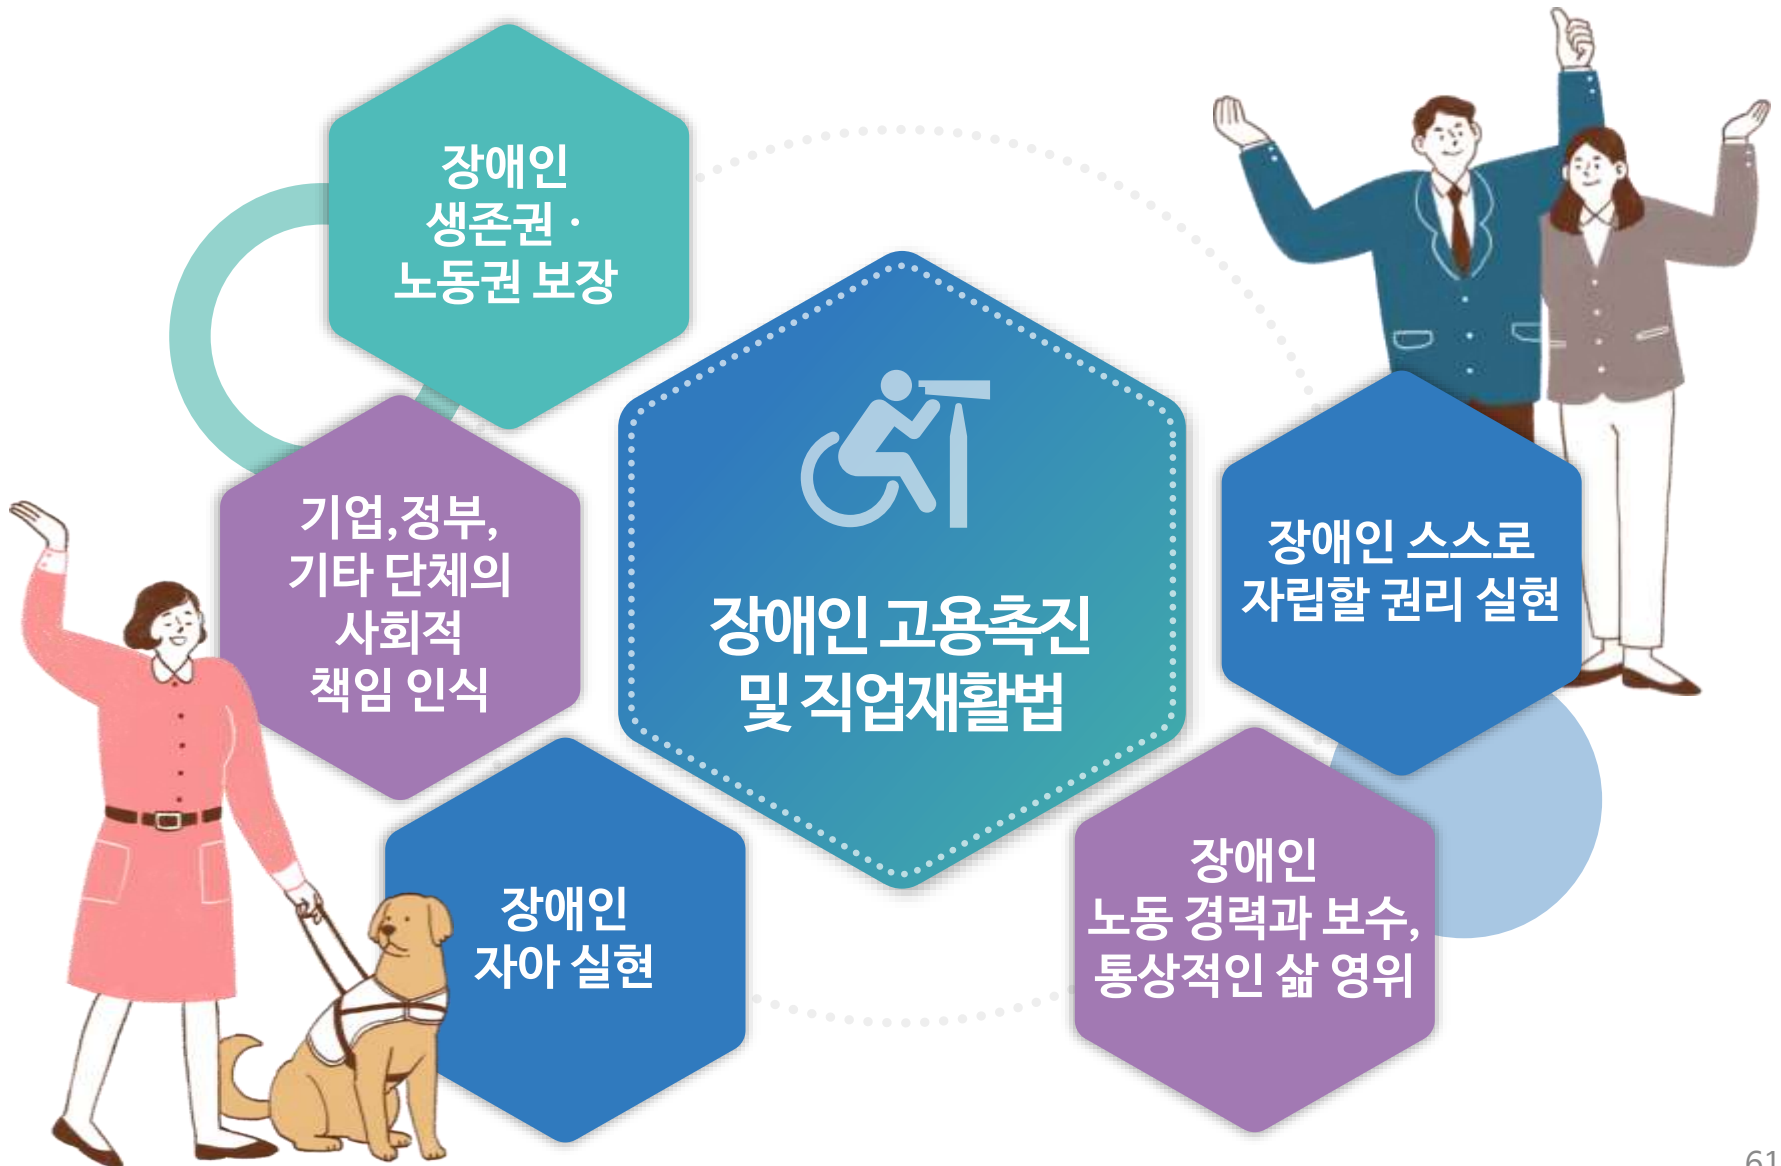 장애인
생존권 ·
노동권 보장
기업, 정부,
기타 단체의
사회적
책임 인식
장애인
자아 실현
장애인 고용촉진
및 직업재활법
장애인 스스로
자립할 권리 실현
장애인
노동 경력과 보수,
통상적인 삶 영위
61